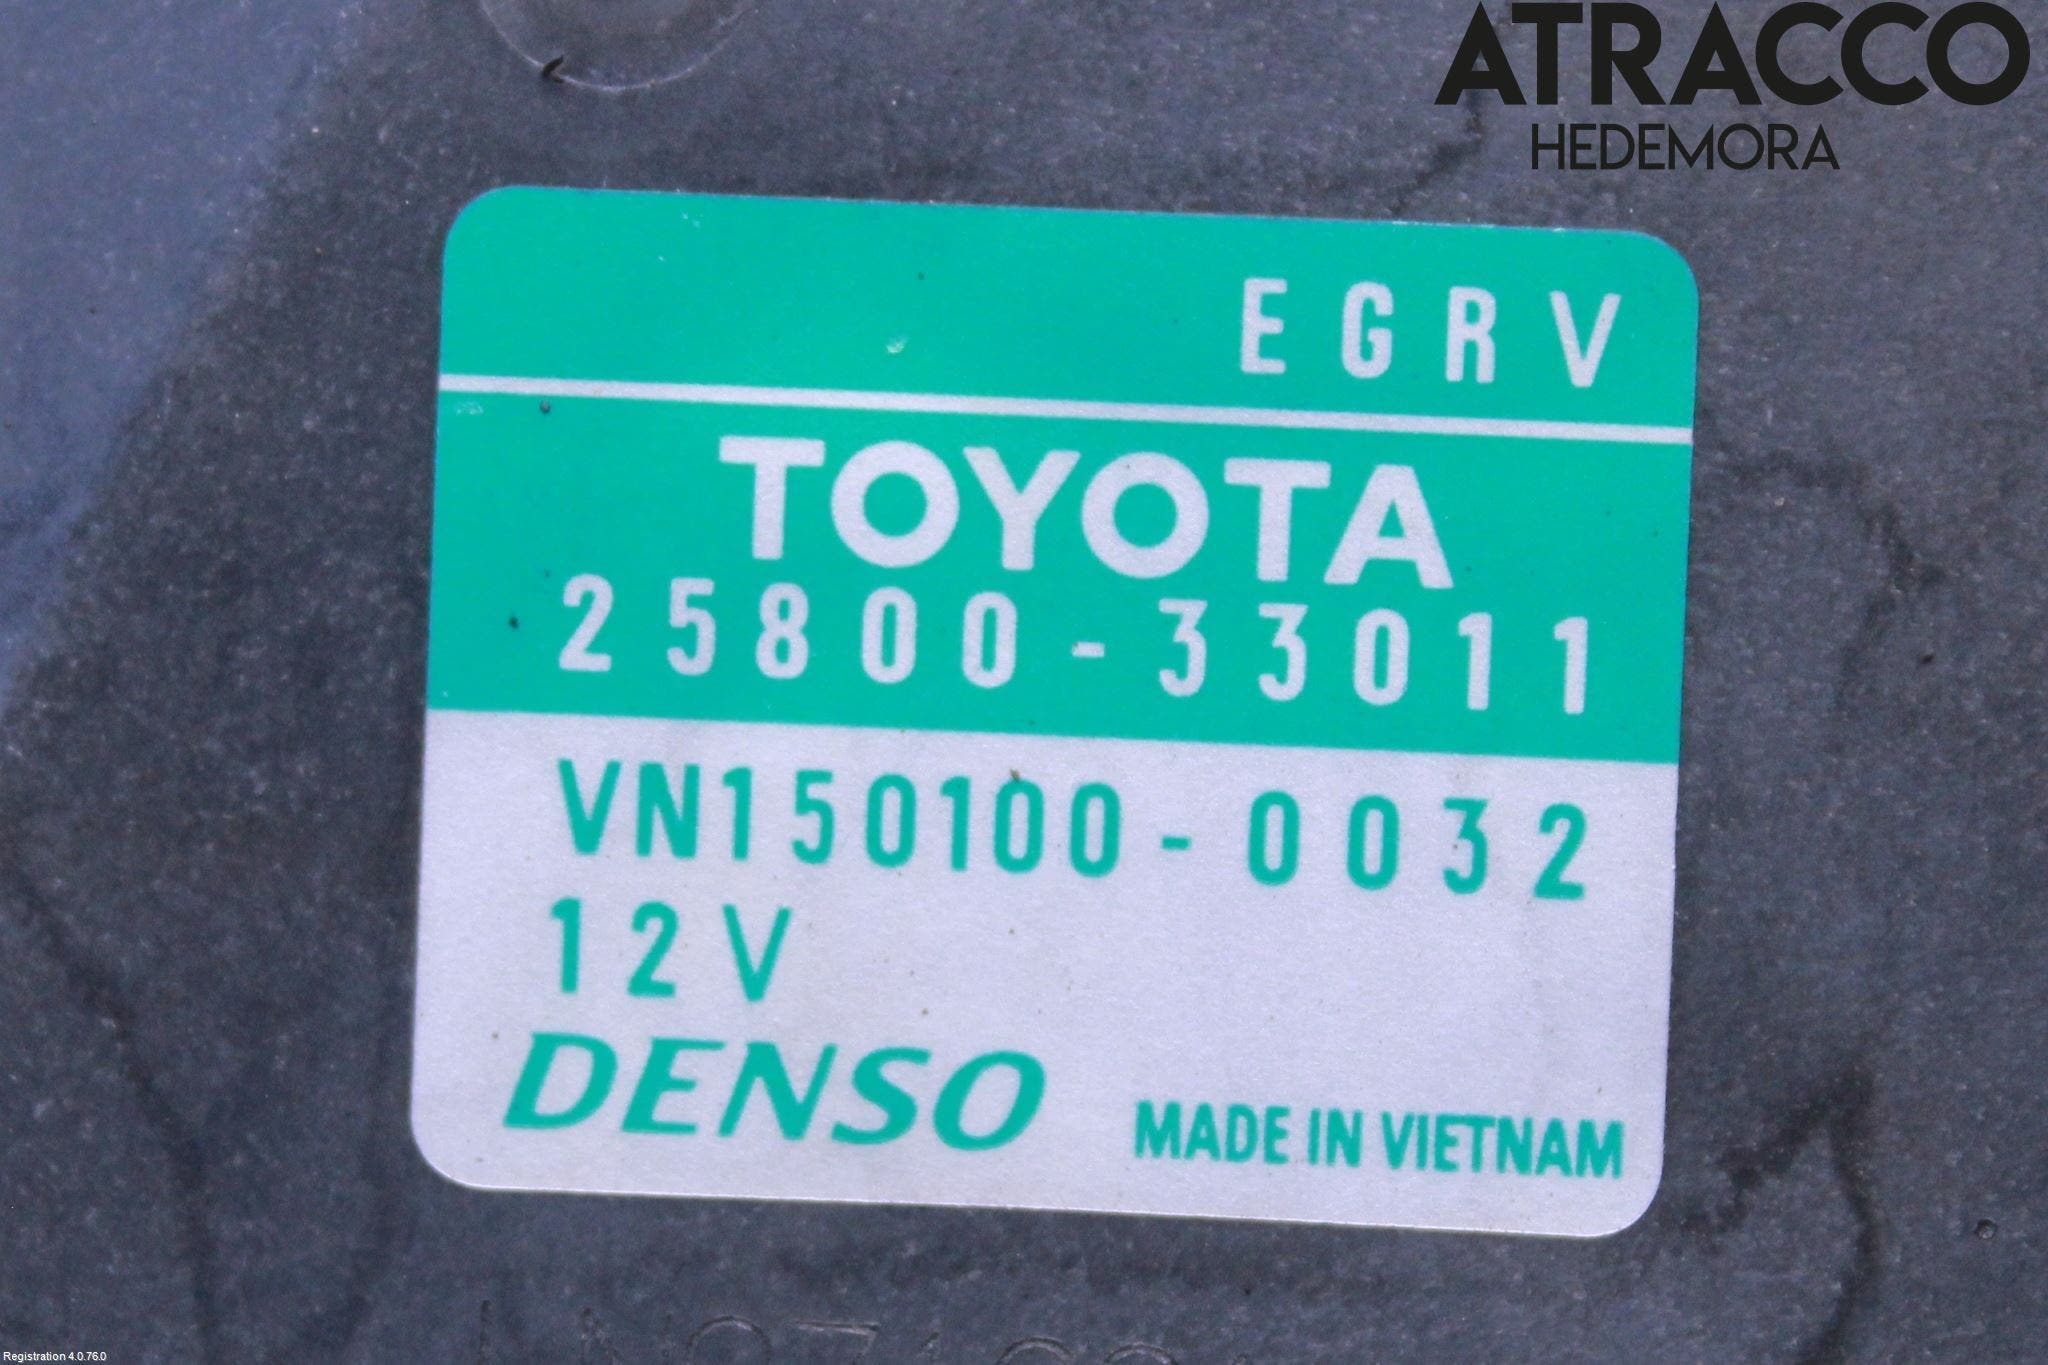 ATRACCO
HEDEMORA
EGRV
TOYOTA
25800-33011
VN150100-0032
12V
DENSO MADE IN VIETNAM
Registration 4.0.76.0